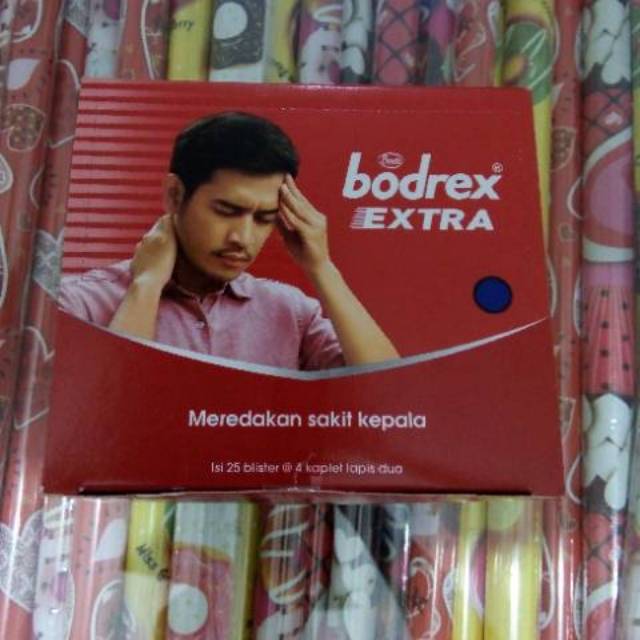 bodrex®
EXTRA
Meredakan sakit kepala
Isi 25 blister @ 4 kaplet lapis dua